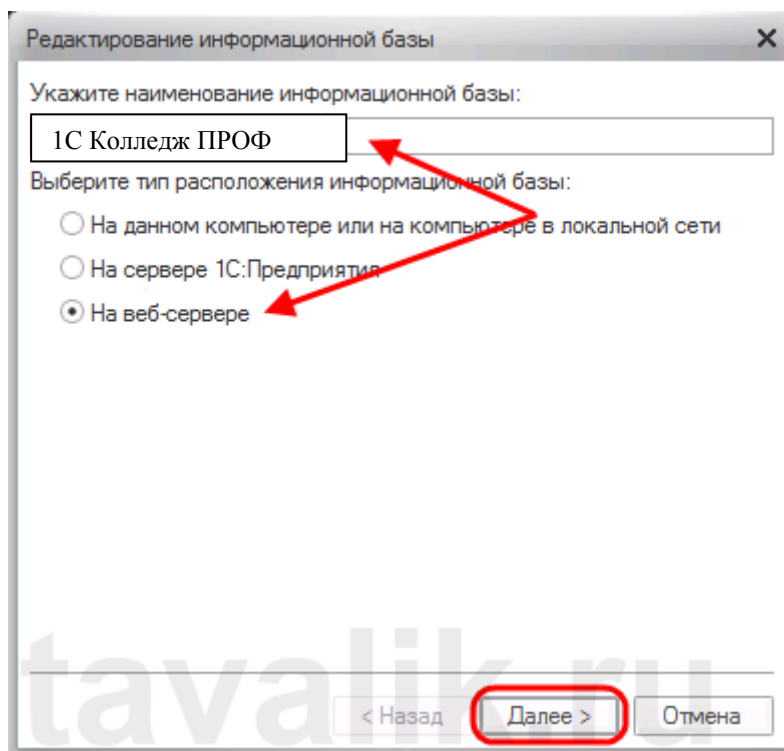 Редактирование информационной базы
Укажите наименование информационной базы:
1С Колледж ПРОФ
Выберите тип расположения информационной базы:
На данном компьютере или на компьютере в локальной сети
На сервере 1С:Предприятия
На веб-сервере
tavalik.ru
< Назад Далее > Отмена